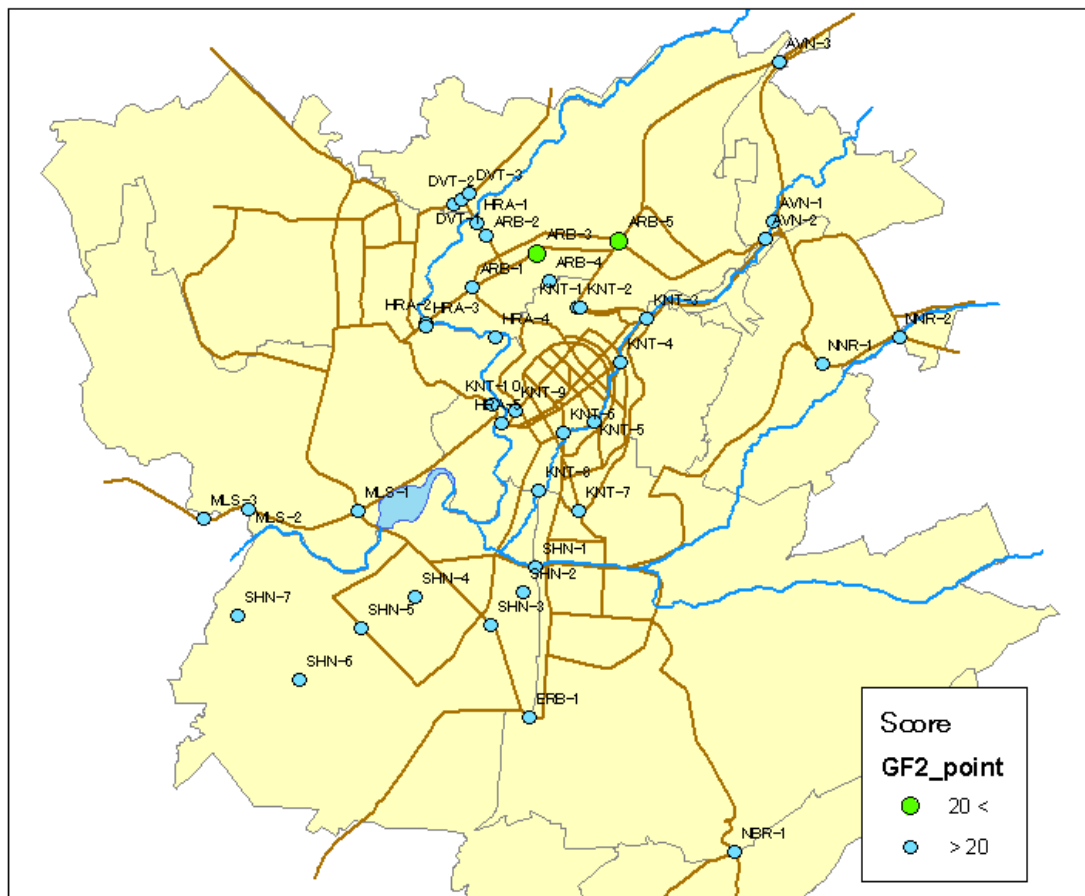 AVN-3
DVT-3
DVT-2
HRA-1
DVT-1
ARB-2
ARB-5
AVN-1
AVN-2
ARB-3
ARB-4
ARB-1
KNT-1
KNT-2
KNT-3
HRA-2
HRA-3
HRA-4
NNR-2
NNR-1
KNT-4
KNT-10
KNT-9
HRA-5
KNT-6
KNT-5
KNT-8
KNT-7
MLS-3
MLS-2
MLS-1
SHN-1
SHN-2
SHN-4
SHN-3
SHN-7
SHN-5
SHN-6
ERB-1
NBR-1
Score
GF2_point
20 <
> 20